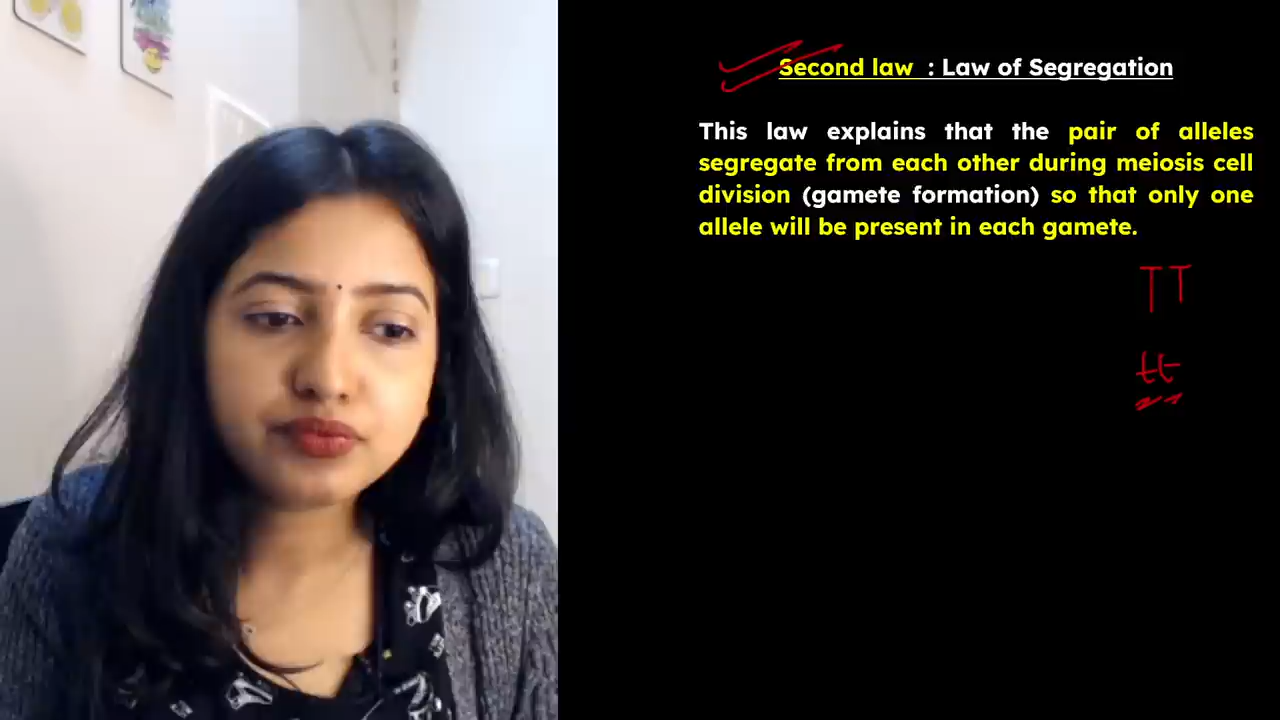 Second law : Law of Segregation
This law explains that the pair of alleles
segregate from each other during meiosis cell
division (gamete formation) so that only one
allele will be present in each gamete.
TT
tt